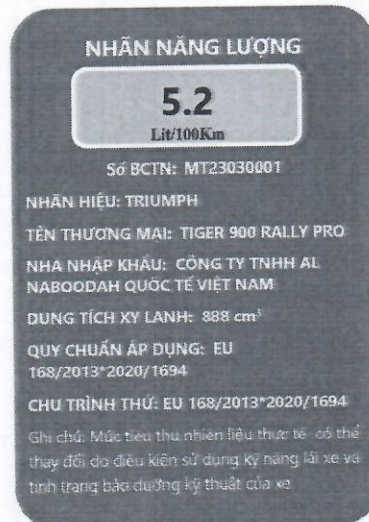 NHÃN NĂNG LƯỢNG
5.2
Lit/100Km
Số BCTN: MT23030001
NHÃN HIỆU: TRIUMPH
TÊN THƯƠNG MẠI: TIGER 900 RALLY PRO
NHÀ NHẬP KHẨU: CÔNG TY TNHH AL
NABOODAH QUỐC TẾ VIỆT NAM
DUNG TÍCH XY LANH: 888 cm³
QUY CHUẨN ÁP DỤNG: EU
168/2013*2020/1694
CHU TRÌNH THỬ: EU 168/2013*2020/1694
Ghi chú: Mức tiêu thụ nhiên liệu thực tế có thể
thay đổi do điều kiện sử dụng kỹ năng lái xe và
tình trạng bảo dưỡng kỹ thuật của xe